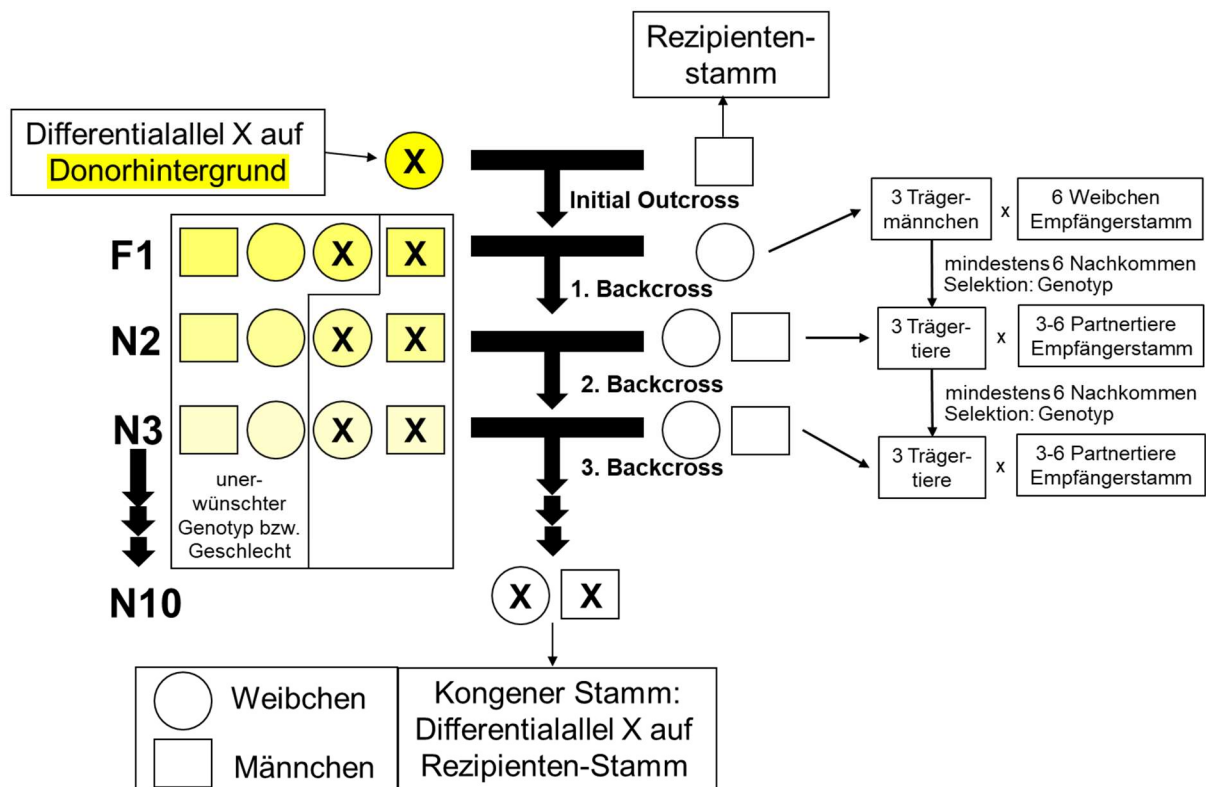 Rezipienten-
stamm
Differentialallel X auf
Donorhintergrund
X
Initial Outcross
3 Träger-
männchen
x
6 Weibchen
Empfängerstamm
F1
X
X
1. Backcross
mindestens 6 Nachkommen
Selektion: Genotyp
N2
X
X
2. Backcross
3 Träger-
tiere
x
3-6 Partnertiere
Empfängerstamm
mindestens 6 Nachkommen
Selektion: Genotyp
N3
X
X
3. Backcross
3 Träger-
tiere
x
3-6 Partnertiere
Empfängerstamm
uner-
wünschter
Genotyp bzw.
Geschlecht
N10
X
X
Weibchen
Männchen
Kongener Stamm:
Differentialallel X auf
Rezipienten-Stamm